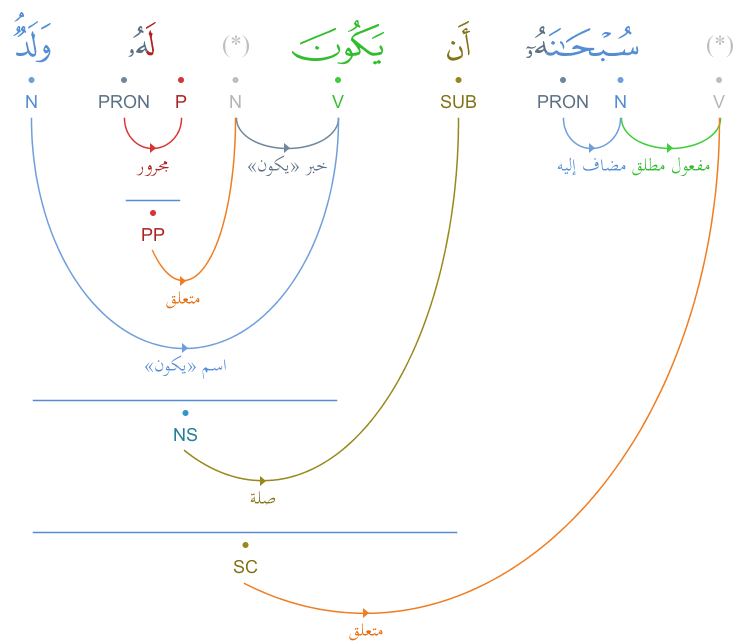 (*) سُبْحَـٰنَهُۥٓ أَن يَكُونَ (*) لَهُۥ وَلَدٌۭ
V N PRON SUB V N P PRON N
مفعول مطلق مضاف إليه خبر «يكون» مجرور
PP
متعلق
اسم «يكون»
NS
صلة
SC
متعلق